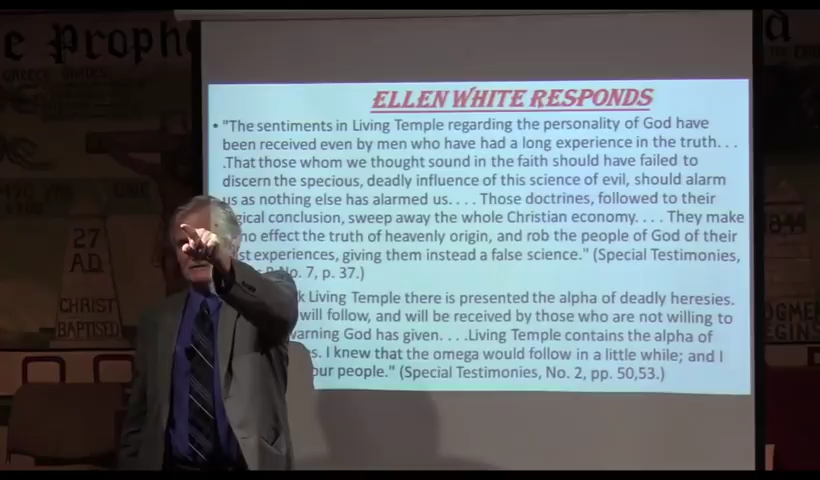 e Proph
GREECE
27
A.D.
CHRIST
BAPTISED
ELLEN WHITE RESPONDS
• "The sentiments in Living Temple regarding the personality of God have
been received even by men who have had a long experience in the truth. . .
.That those whom we thought sound in the faith should have failed to
discern the specious, deadly influence of this science of evil, should alarm
us as nothing else has alarmed us. . . . Those doctrines, followed to their
gical conclusion, sweep away the whole Christian economy. . . . They make
no effect the truth of heavenly origin, and rob the people of God of their
st experiences, giving them instead a false science." (Special Testimonies,
No. 7, p. 37.)
k Living Temple there is presented the alpha of deadly heresies.
will follow, and will be received by those who are not willing to
arning God has given. . . .Living Temple contains the alpha of
s. I knew that the omega would follow in a little while; and I
our people." (Special Testimonies, No. 2, pp. 50,53.)
d
1844
DGMEN
EGINS